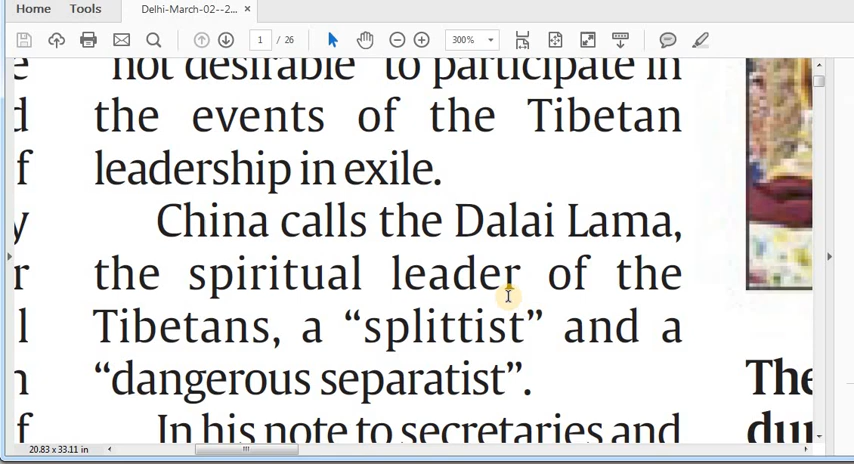 Home Tools Delhi-March-02--2... ×
1 / 26 300%
e
d
f
y
r
l
n
f
"not desirable" to participate in
the events of the Tibetan
leadership in exile.
China calls the Dalai Lama,
the spiritual leader of the
Tibetans, a “splittist” and a
“dangerous separatist”.
In his note to secretaries and
The
du
20.83 x 33.11 in